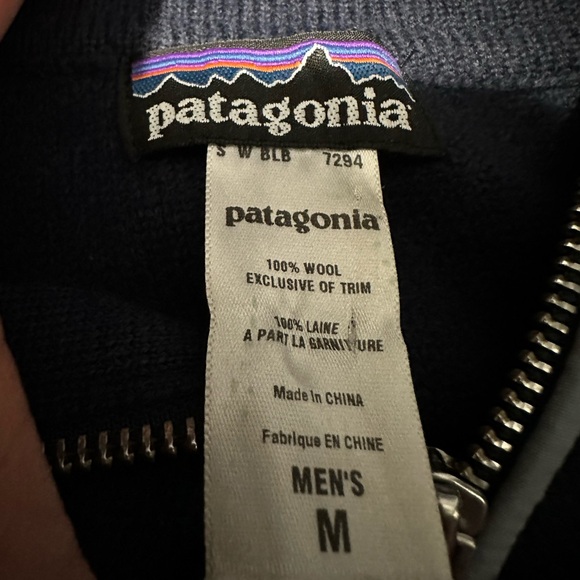 patagonia
S W BLB 7294
patagonia
100% WOOL
EXCLUSIVE OF TRIM
100% LAINE
A PART LA GARNITURE
Made in CHINA
Fabriqué EN CHINE
MEN'S
M